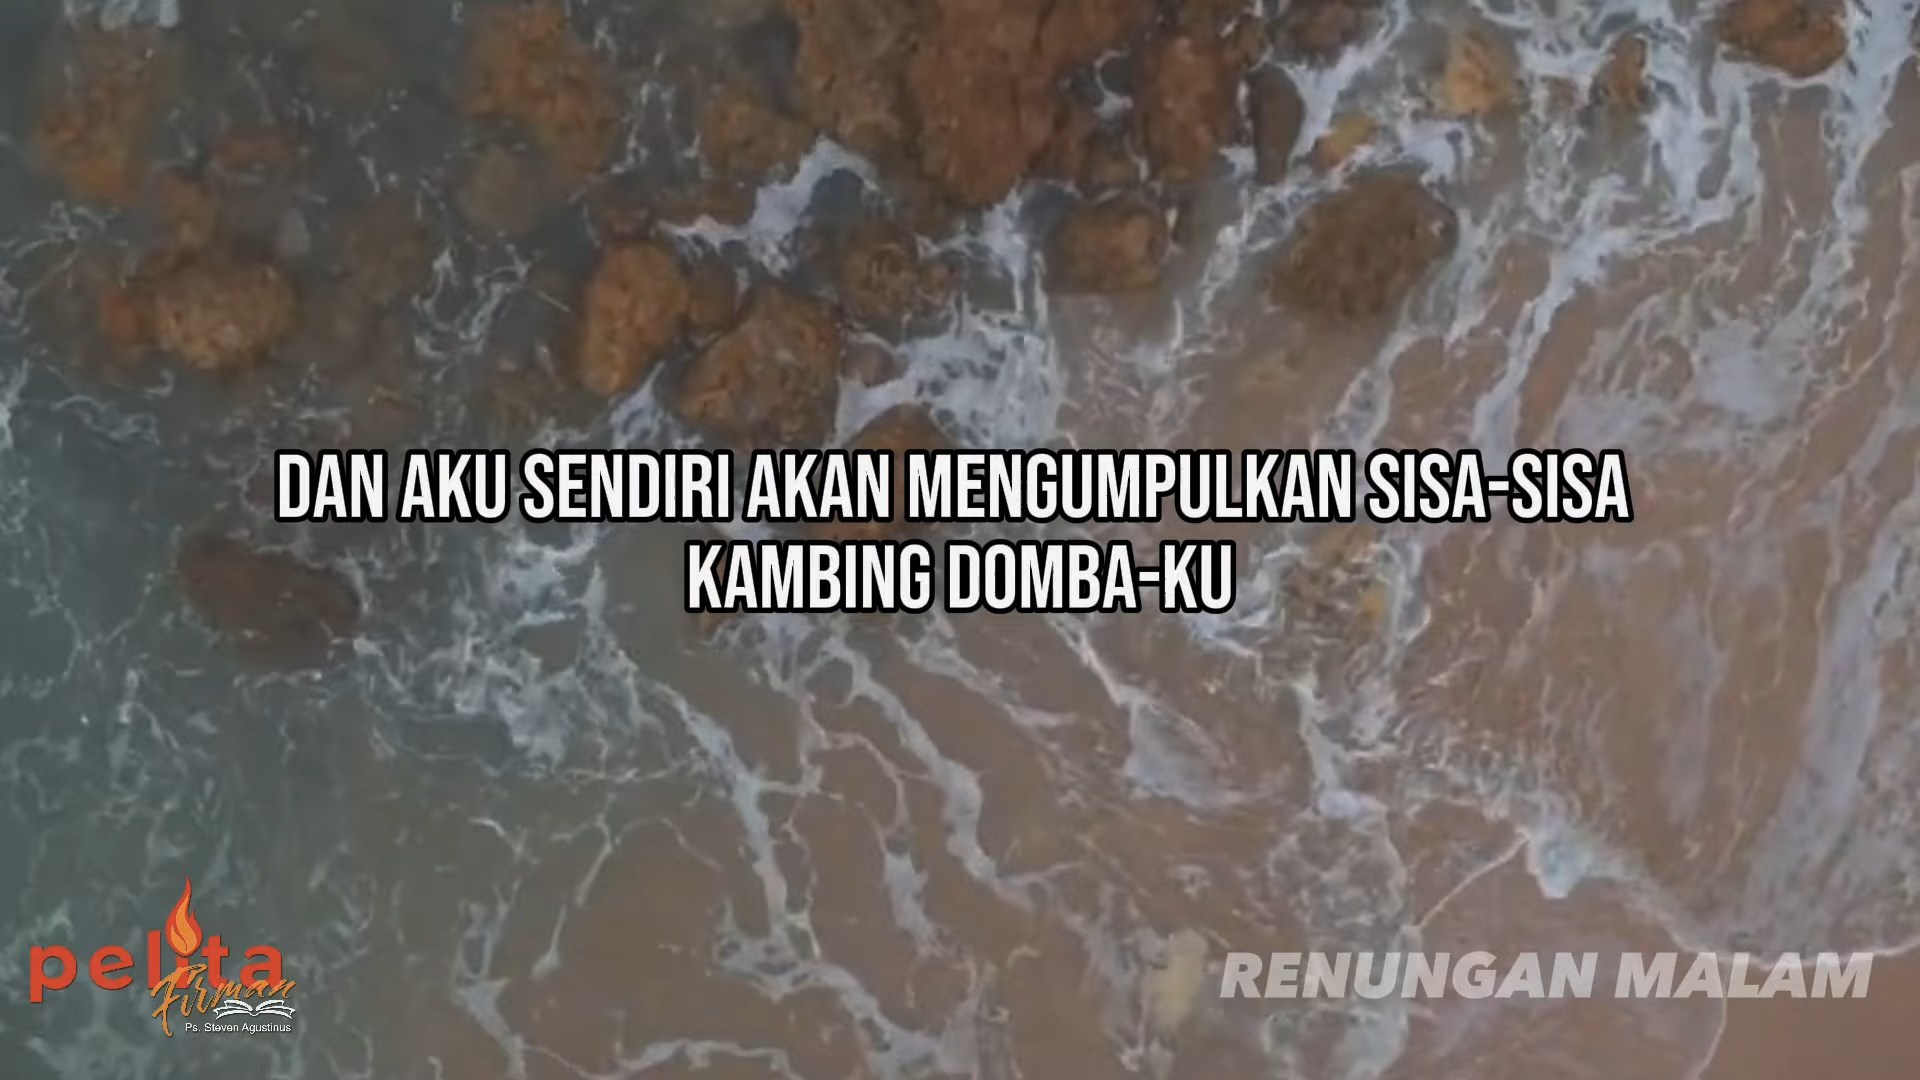 DAN AKU SENDIRI AKAN MENGUMPULKAN SISA-SISA
KAMBING DOMBA-KU
pelita
Firman
Ps. Steven Agustinus
RENUNGAN MALAM